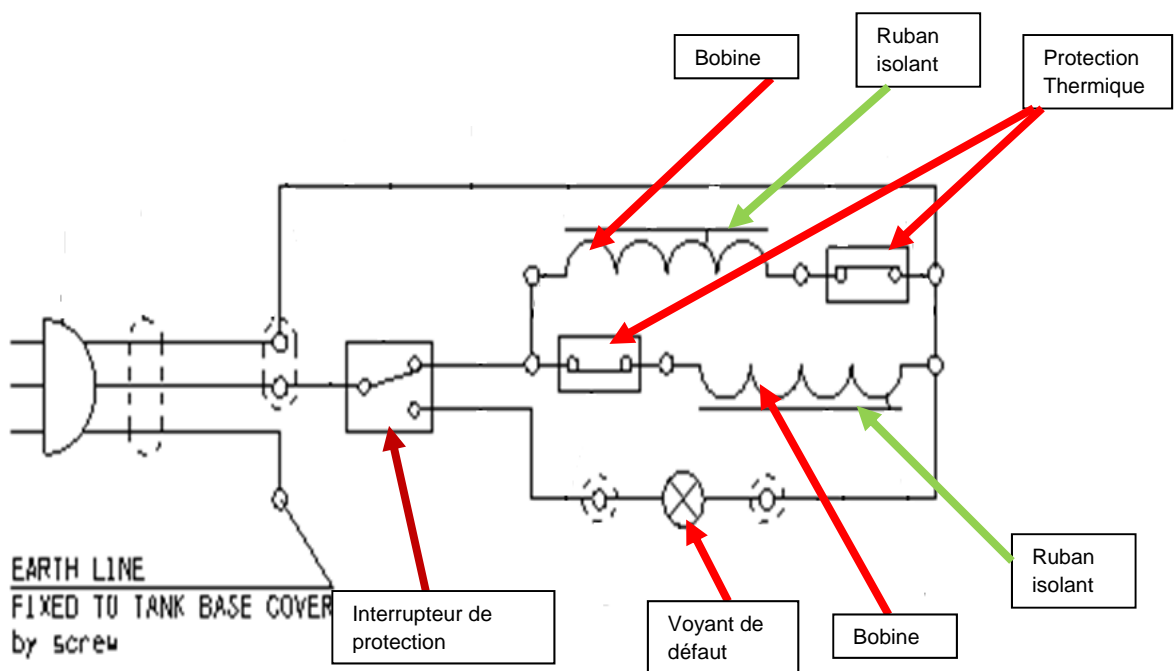 Bobine
Ruban
isolant
Protection
Thermique
EARTH LINE
FIXED TO TANK BASE COVER
by screw
Interrupteur de
protection
Voyant de
défaut
Bobine
Ruban
isolant